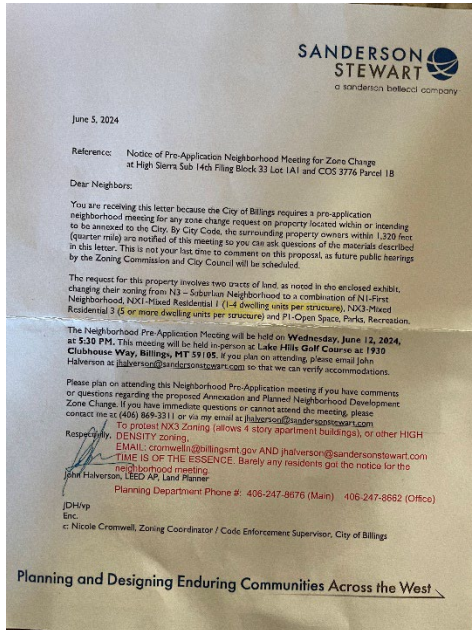 SANDERSON
STEWART
a sanderson bellecci company
June 5, 2024
Reference: Notice of Pre-Application Neighborhood Meeting for Zone Change
at High Sierra Sub 14th Filing Block 33 Lot 1A1 and COS 3776 Parcel 1B
Dear Neighbors:
You are receiving this letter because the City of Billings requires a pre-application
neighborhood meeting for any zone change request on property located within or intending
to be annexed to the City. By City Code, the surrounding property owners within 1,320 feet
(quarter mile) are notified of this meeting so you can ask questions of the materials described
in this letter. This is not your last time to comment on this proposal, as future public hearings
by the Zoning Commission and City Council will be scheduled.
The request for this property involves two tracts of land, as noted in the enclosed exhibit,
changing their zoning from N3 – Suburban Neighborhood to a combination of N1-First
Neighborhood, NX1-Mixed Residential 1 (1-4 dwelling units per structure), NX3-Mixed
Residential 3 (5 or more dwelling units per structure) and P1-Open Space, Parks, Recreation.
The Neighborhood Pre-Application Meeting will be held on Wednesday, June 12, 2024,
at 5:30 PM. This meeting will be held in-person at Lake Hills Golf Course at 1930
Clubhouse Way, Billings, MT 59105. If you plan on attending, please email John
Halverson at jhalverson@sandersonstewart.com so that we can verify accommodations.
Please plan on attending this Neighborhood Pre-Application meeting if you have comments
or questions regarding the proposed Annexation and Planned Neighborhood Development
Zone Change. If you have immediate questions or cannot attend the meeting, please
contact me at (406) 869-3311 or via my email at jhalverson@sandersonstewart.com
To protest NX3 Zoning (allows 4 story apartment buildings), or other HIGH
Respectfully, DENSITY zoning,
EMAIL: cromwelln@billingsmt.gov AND jhalverson@sandersonstewart.com
TIME IS OF THE ESSENCE. Barely any residents got the notice for the
neighborhood meeting.
John Halverson, LEED AP, Land Planner
Planning Department Phone #: 406-247-8676 (Main) 406-247-8662 (Office)
JDH/vp
Enc.
c: Nicole Cromwell, Zoning Coordinator / Code Enforcement Supervisor, City of Billings
Planning and Designing Enduring Communities Across the West